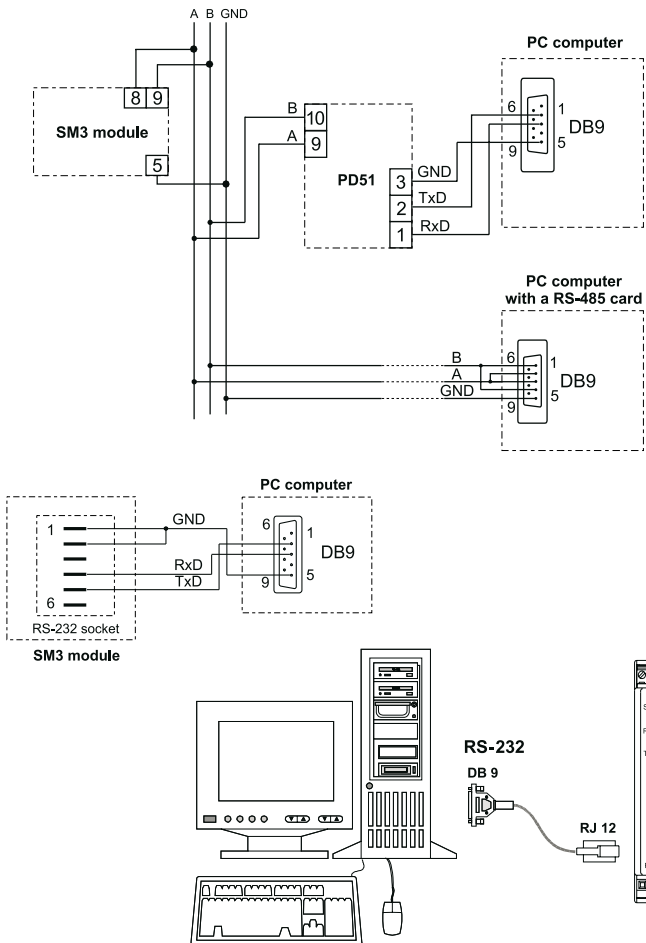 A B GND
8 9
SM3 module
5
B 10
A 9
PD51
3 GND
2 TxD
1 RxD
PC computer
6 1
DB9
9 5
PC computer
with a RS-485 card
B 6 1
A
DB9
GND 9 5
PC computer
1
GND
6 1
DB9
RxD
TxD
9 5
6
RS-232 socket
SM3 module
RS-232
DB 9
RJ 12